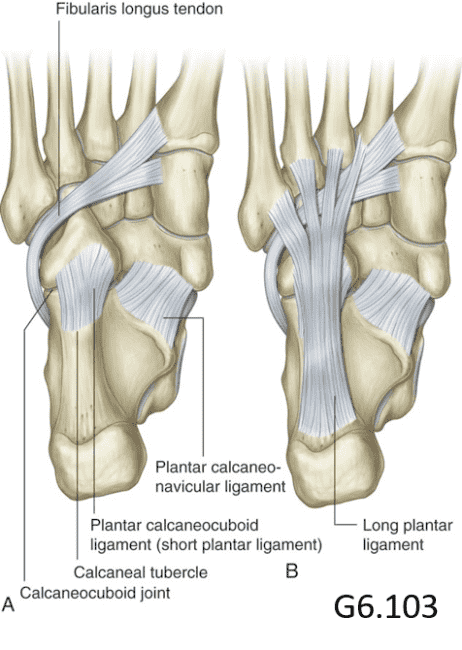 Fibularis longus tendon
Plantar calcaneo-
navicular ligament
Plantar calcaneocuboid
ligament (short plantar ligament)
Calcaneal tubercle
Calcaneocuboid joint
A
Long plantar
ligament
B
G6.103